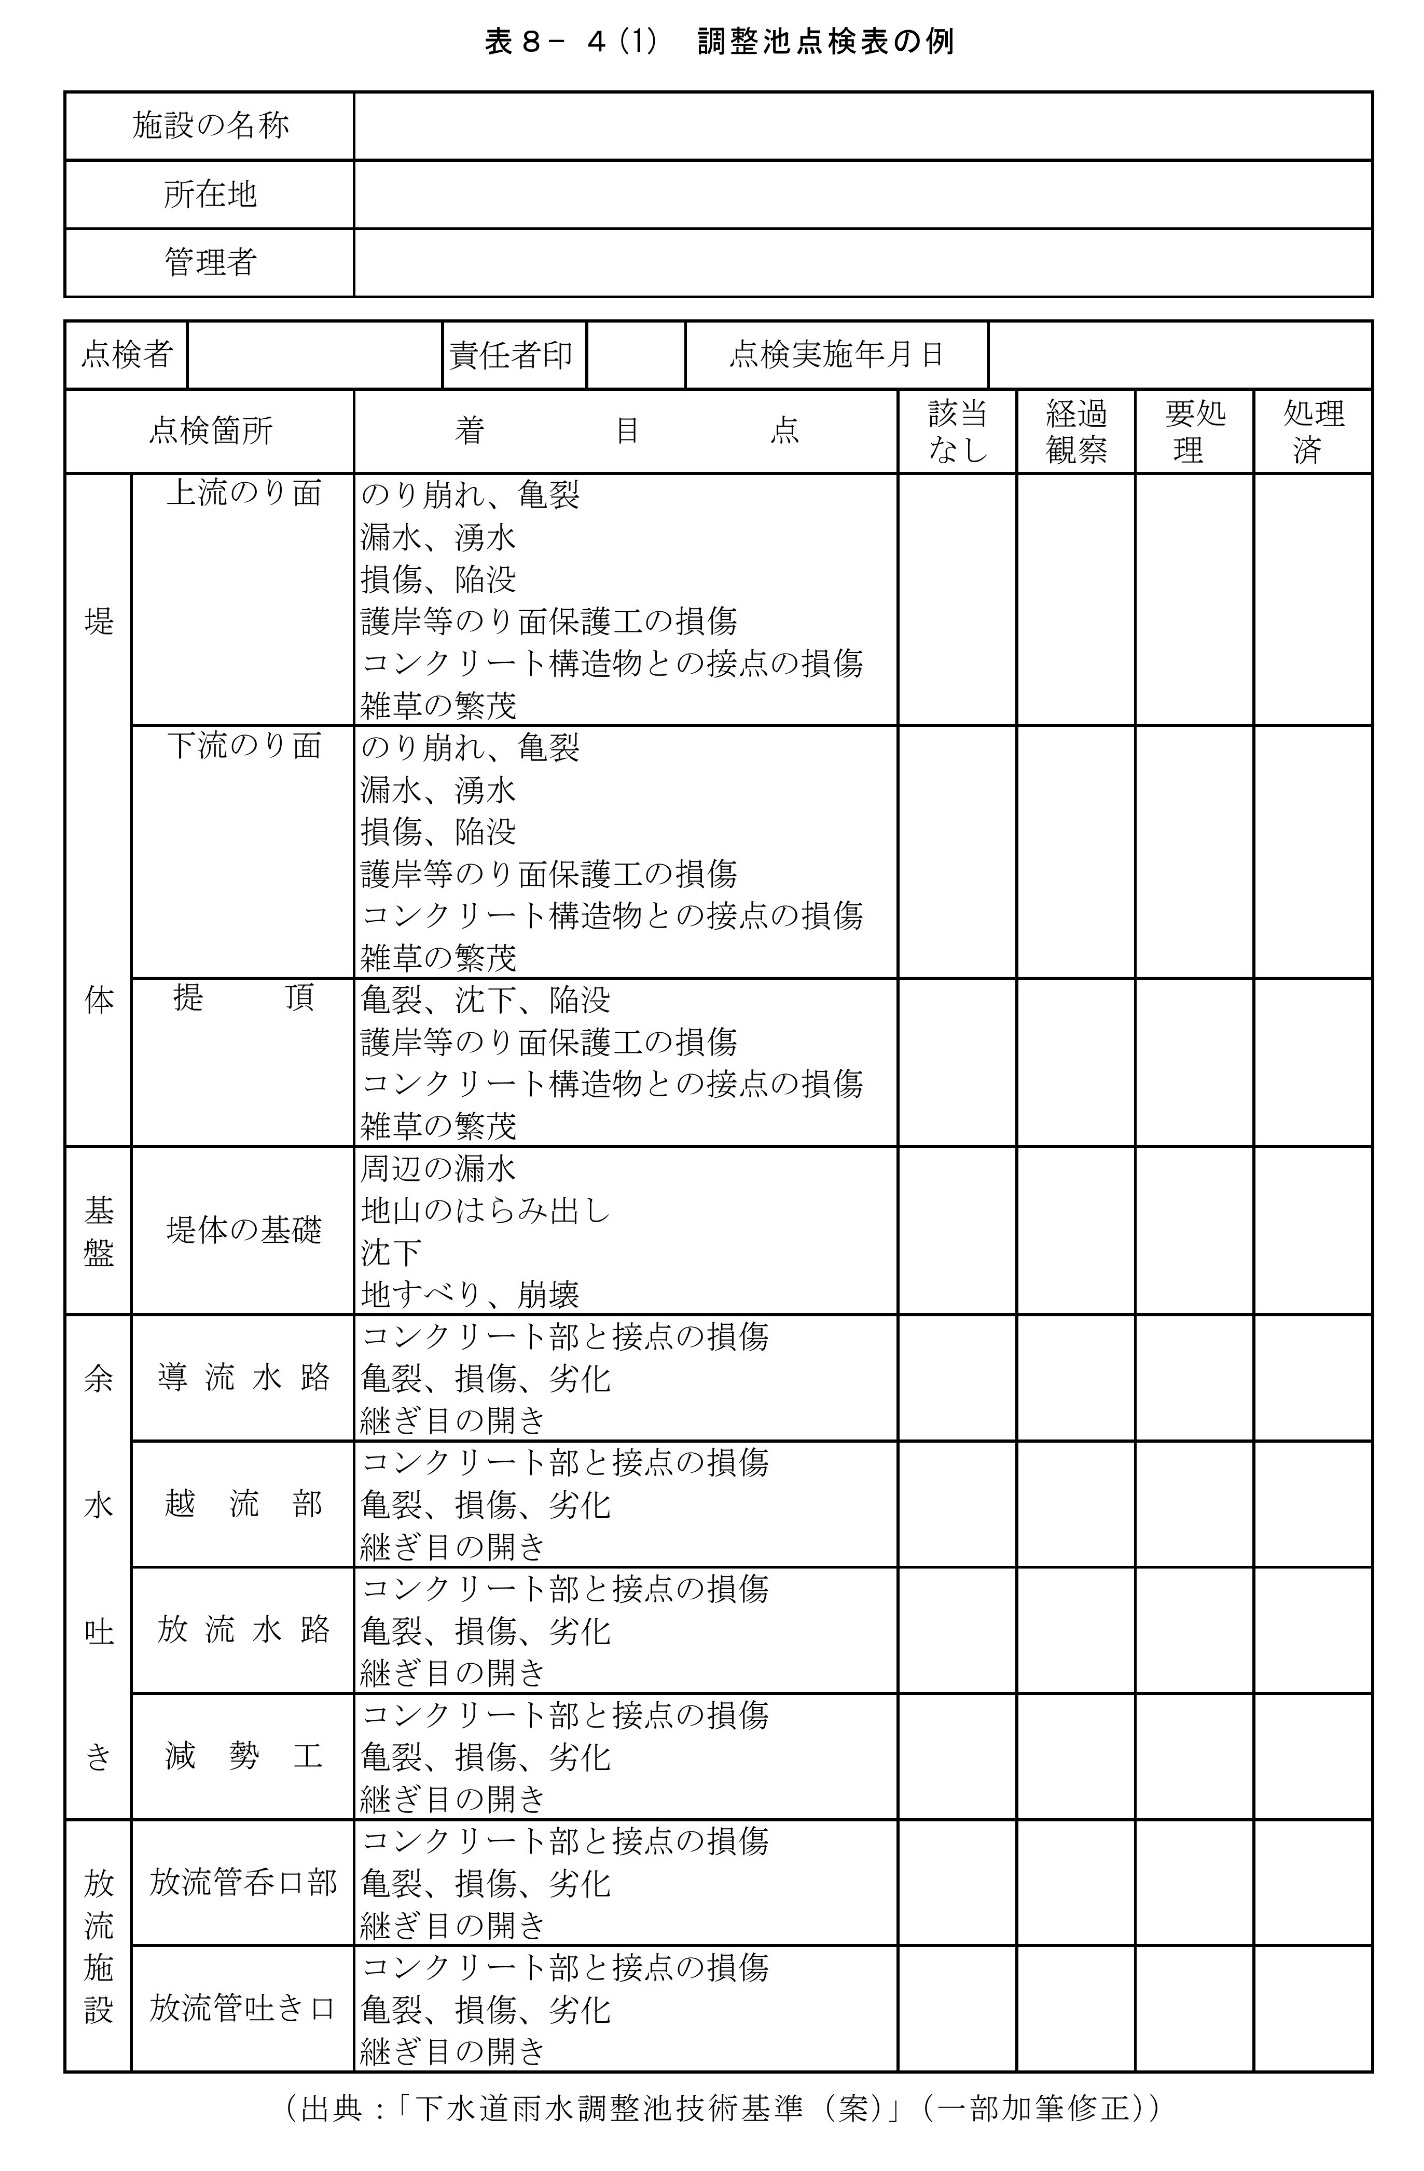 表８－ ４(1) 調整池点検表の例
施設の名称
所在地
管理者
点検者 責任者印 点検実施年月日
点検箇所 着 目 点 該当なし 経過観察 要処理 処理済
堤体
上流のり面
のり崩れ、亀裂
漏水、湧水
損傷、陥没
護岸等のり面保護工の損傷
コンクリート構造物との接点の損傷
雑草の繁茂
下流のり面
のり崩れ、亀裂
漏水、湧水
損傷、陥没
護岸等のり面保護工の損傷
コンクリート構造物との接点の損傷
雑草の繁茂
提 頂
亀裂、沈下、陥没
護岸等のり面保護工の損傷
コンクリート構造物との接点の損傷
雑草の繁茂
基盤
堤体の基礎
周辺の漏水
地山のはらみ出し
沈下
地すべり、崩壊
余水吐き
導 流 水 路
コンクリート部と接点の損傷
亀裂、損傷、劣化
継ぎ目の開き
越 流 部
コンクリート部と接点の損傷
亀裂、損傷、劣化
継ぎ目の開き
放 流 水 路
コンクリート部と接点の損傷
亀裂、損傷、劣化
継ぎ目の開き
減 勢 工
コンクリート部と接点の損傷
亀裂、損傷、劣化
継ぎ目の開き
放流施設
放流管呑口部
コンクリート部と接点の損傷
亀裂、損傷、劣化
継ぎ目の開き
放流管吐き口
コンクリート部と接点の損傷
亀裂、損傷、劣化
継ぎ目の開き
（出典：「下水道雨水調整池技術基準（案）」（一部加筆修正））